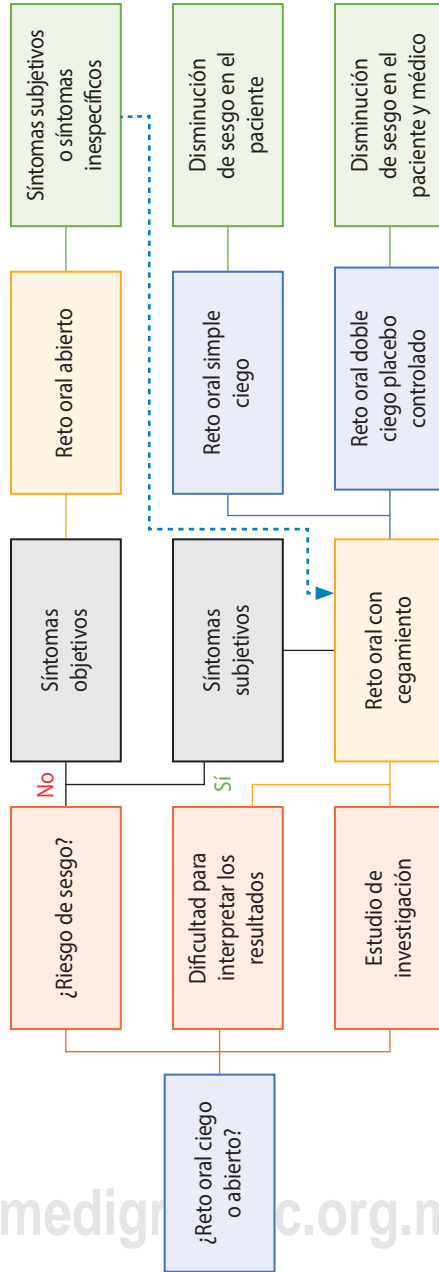 ¿Reto oral ciego
o abierto?
¿Riesgo de sesgo?
Dificultad para
interpretar los
resultados
Estudio de
investigación
No
Sí
Síntomas
objetivos
Síntomas
subjetivos
Reto oral con
cegamiento
Reto oral abierto
Reto oral simple
ciego
Reto oral doble
ciego placebo
controlado
Síntomas subjetivos
o síntomas
inespecíficos
Disminución
de sesgo en el
paciente
Disminución
de sesgo en el
paciente y médico